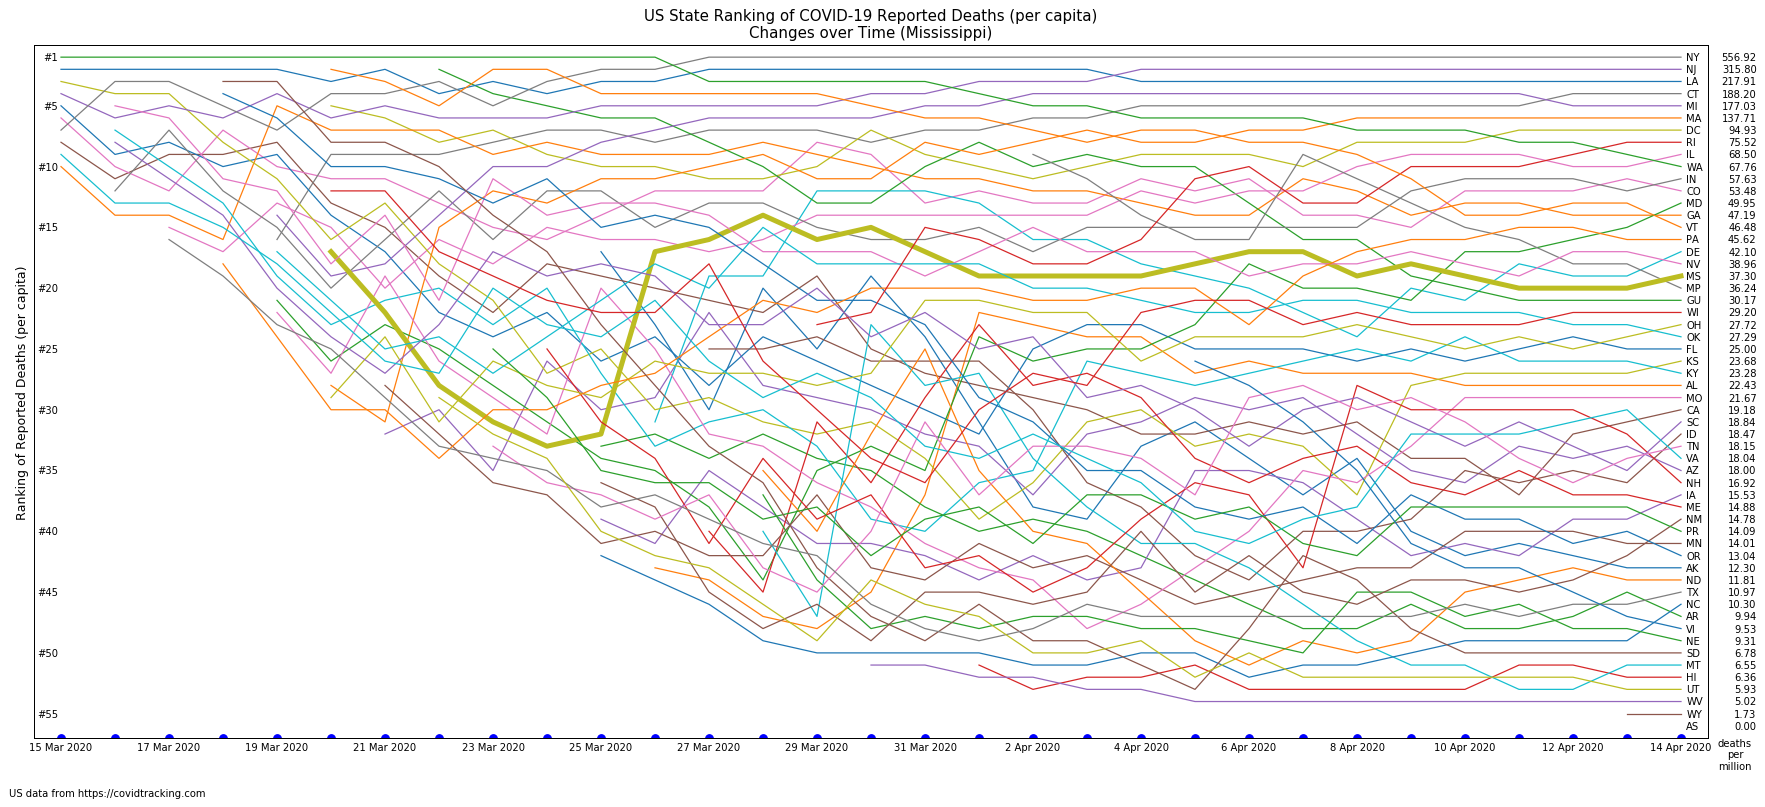 US State Ranking of COVID-19 Reported Deaths (per capita)
Changes over Time (Mississippi)
Ranking of Reported Deaths (per capita)
#1
#5
#10
#15
#20
#25
#30
#35
#40
#45
#50
#55
NY 556.92
NJ 315.80
LA 217.91
CT 188.20
MI 177.03
MA 137.71
DC 94.93
RI 75.52
IL 68.50
WA 67.76
IN 57.63
CO 53.48
MD 49.95
GA 47.19
VT 46.48
PA 45.62
DE 42.10
NV 38.96
MS 37.30
MP 36.24
GU 30.17
WI 29.20
OH 27.72
OK 27.29
FL 25.00
KS 23.68
KY 23.28
AL 22.43
MO 21.67
CA 19.18
SC 18.84
ID 18.47
TN 18.15
VA 18.04
AZ 18.00
NH 16.92
IA 15.53
ME 14.88
NM 14.78
PR 14.09
MN 14.01
OR 13.04
AK 12.30
ND 11.81
TX 10.97
NC 10.30
AR 9.94
VI 9.53
NE 9.31
SD 6.78
MT 6.55
HI 6.36
UT 5.93
WV 5.02
WY 1.73
AS 0.00
15 Mar 2020 17 Mar 2020 19 Mar 2020 21 Mar 2020 23 Mar 2020 25 Mar 2020 27 Mar 2020 29 Mar 2020 31 Mar 2020 2 Apr 2020 4 Apr 2020 6 Apr 2020 8 Apr 2020 10 Apr 2020 12 Apr 2020 14 Apr 2020
deaths
per
million
US data from https://covidtracking.com